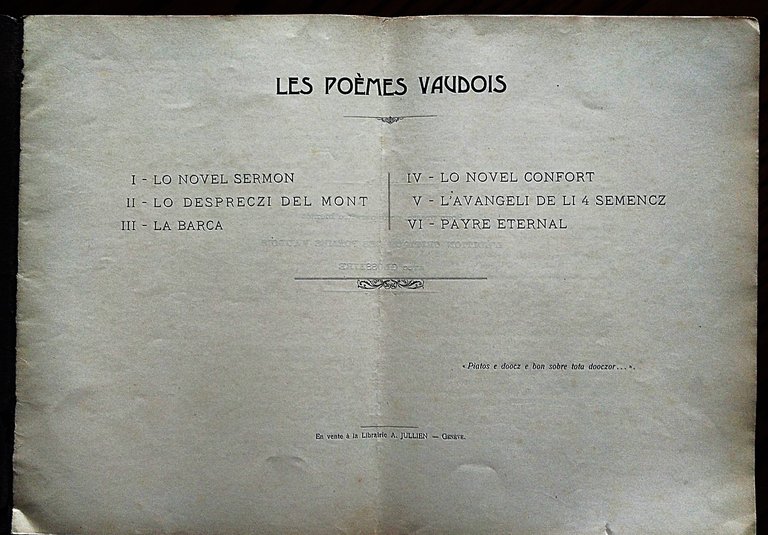 LES POÈMES VAUDOIS
I - LO NOVEL SERMON
II - LO DESPRECZI DEL MONT
III - LA BARCA
IV - LO NOVEL CONFORT
V - L'AVANGELI DE LI 4 SEMENCZ
VI - PAYRE ETERNAL
« Piatos e doocz e bon sobre tota dooczor... ».
En vente à la Librairie A. JULLIEN — GENÈVE.